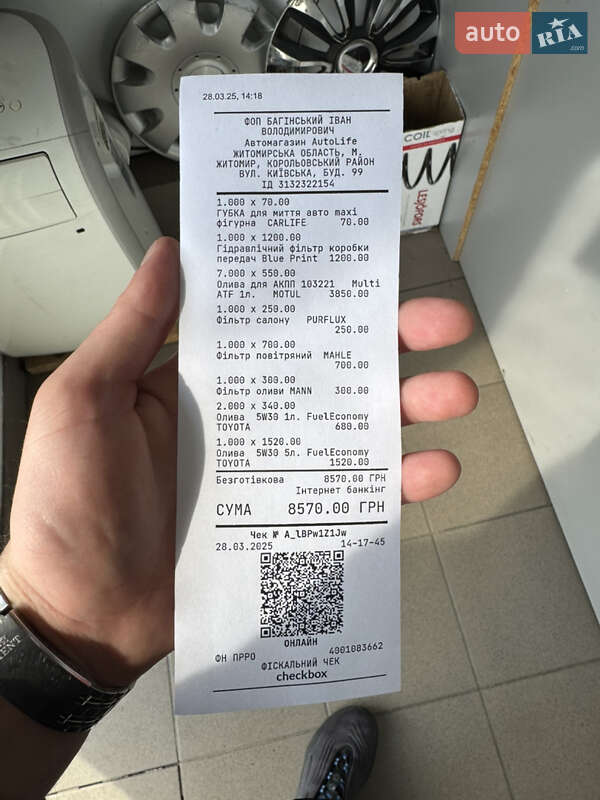 auto RIA .com
28.03.25, 14:18
ФОП БАГІНСЬКИЙ ІВАН
ВОЛОДИМИРОВИЧ
Автомагазин AutoLife
ЖИТОМИРСЬКА ОБЛАСТЬ, М.
ЖИТОМИР, КОРОЛЬОВСЬКИЙ РАЙОН
ВУЛ. КИЇВСЬКА, БУД. 99
ІД 3132322154
1.000 x 70.00
ГУБКА для миття авто maxi
фігурна CARLIFE 70.00
1.000 x 1200.00
Гідравлічний фільтр коробки
передач Blue Print 1200.00
7.000 x 550.00
Олива для АКПП 103221 Multi
ATF 1л. MOTUL 3850.00
1.000 x 250.00
Фільтр салону PURFLUX
250.00
1.000 x 700.00
Фільтр повітряний MAHLE
700.00
1.000 x 300.00
Фільтр оливи MANN 300.00
2.000 x 340.00
Олива 5W30 1л. FuelEconomy
TOYOTA 680.00
1.000 x 1520.00
Олива 5W30 5л. FuelEconomy
TOYOTA 1520.00
Безготівкова 8570.00 ГРН
Інтернет банкінг
СУМА 8570.00 ГРН
Чек № A_lBPw1Z1Jw
28.03.2025 14-17-45
ОНЛАЙН
ФН ПРРО 4001083662
ФІСКАЛЬНИЙ ЧЕК
checkbox
coil spring
LESJÖFORS